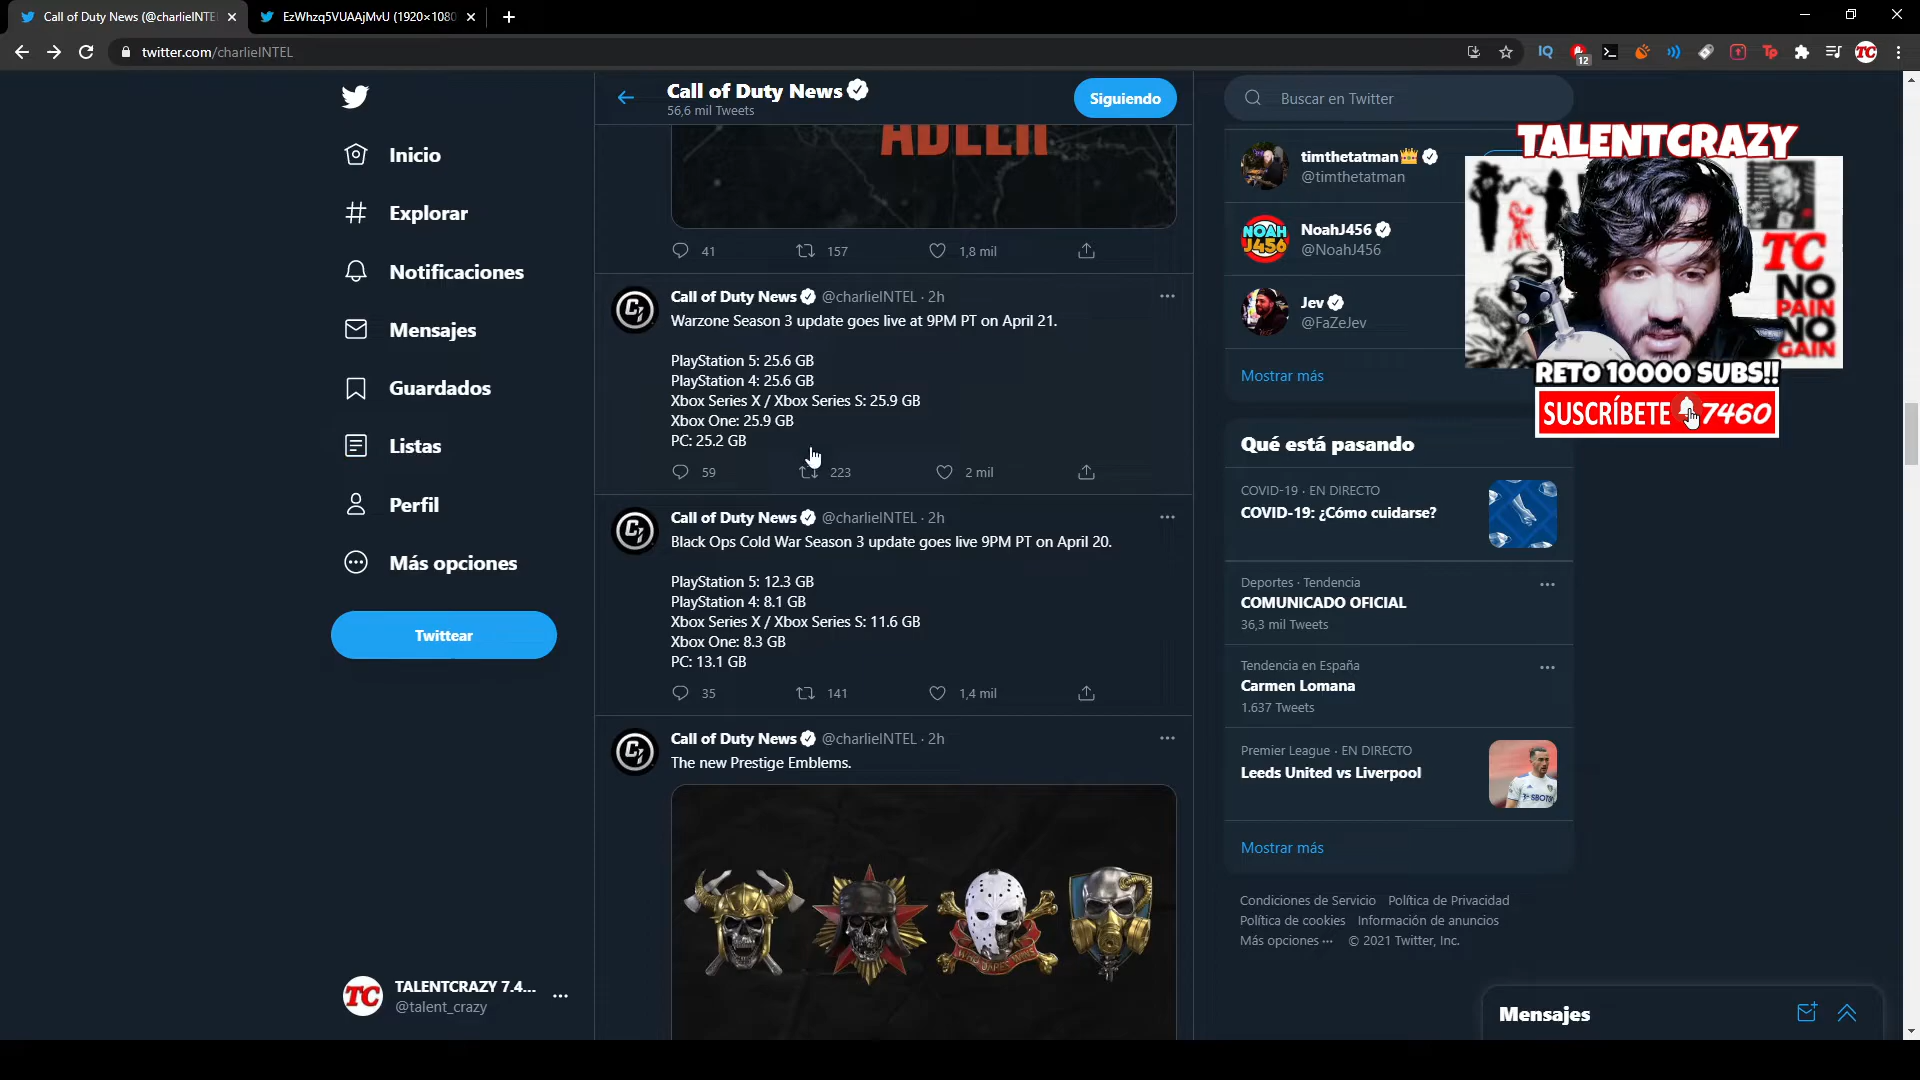 Call of Duty News (@charlieINTE
EzWhzq5VUAAjMvU (1920×1080
twitter.com/charlieINTEL
12
Inicio
Explorar
Notificaciones
Mensajes
Guardados
Listas
Perfil
Más opciones
Twittear
TALENTCRAZY 7.4...
@talent_crazy
Call of Duty News
56,6 mil Tweets
Siguiendo
ADLER
41 157 1,8 mil
Call of Duty News @charlieINTEL · 2h
Warzone Season 3 update goes live at 9PM PT on April 21.
PlayStation 5: 25.6 GB
PlayStation 4: 25.6 GB
Xbox Series X / Xbox Series S: 25.9 GB
Xbox One: 25.9 GB
PC: 25.2 GB
59 223 2 mil
Call of Duty News @charlieINTEL · 2h
Black Ops Cold War Season 3 update goes live 9PM PT on April 20.
PlayStation 5: 12.3 GB
PlayStation 4: 8.1 GB
Xbox Series X / Xbox Series S: 11.6 GB
Xbox One: 8.3 GB
PC: 13.1 GB
35 141 1,4 mil
Call of Duty News @charlieINTEL · 2h
The new Prestige Emblems.
WHO DARES WINS
Buscar en Twitter
timthetatman
@timthetatman
NOAH
J456
NoahJ456
@NoahJ456
Jev
@FaZeJev
Mostrar más
TALENTCRAZY
TC
NO
PAIN
NO
GAIN
RETO 10000 SUBS!!
SUSCRÍBETE 7460
Qué está pasando
COVID-19 · EN DIRECTO
COVID-19: ¿Cómo cuidarse?
Deportes · Tendencia
COMUNICADO OFICIAL
36,3 mil Tweets
Tendencia en España
Carmen Lomana
1.637 Tweets
Premier League · EN DIRECTO
Leeds United vs Liverpool
Mostrar más
Condiciones de Servicio Política de Privacidad
Política de cookies Información de anuncios
Más opciones ··· © 2021 Twitter, Inc.
Mensajes